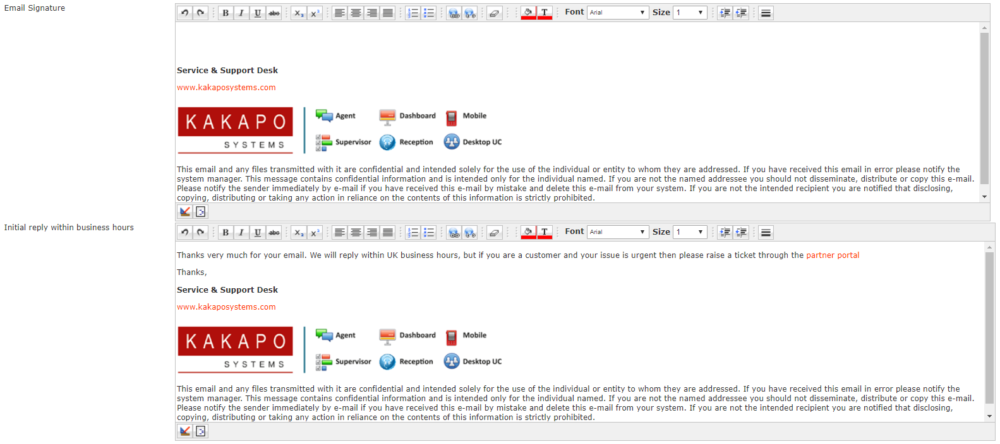 Email Signature
B I U abc X₂ X² Font Arial Size 1
Service & Support Desk
www.kakaposystems.com
KAKAPO
SYSTEMS
Agent Dashboard Mobile
Supervisor Reception Desktop UC
This email and any files transmitted with it are confidential and intended solely for the use of the individual or entity to whom they are addressed. If you have received this email in error please notify the
system manager. This message contains confidential information and is intended only for the individual named. If you are not the named addressee you should not disseminate, distribute or copy this e-mail.
Please notify the sender immediately by e-mail if you have received this e-mail by mistake and delete this e-mail from your system. If you are not the intended recipient you are notified that disclosing,
copying, distributing or taking any action in reliance on the contents of this information is strictly prohibited.
Initial reply within business hours
B I U abc X₂ X² T Font Arial Size 1
Thanks very much for your email. We will reply within UK business hours, but if you are a customer and your issue is urgent then please raise a ticket through the partner portal
Thanks,
Service & Support Desk
www.kakaposystems.com
KAKAPO
SYSTEMS
Agent Dashboard Mobile
Supervisor Reception Desktop UC
This email and any files transmitted with it are confidential and intended solely for the use of the individual or entity to whom they are addressed. If you have received this email in error please notify the
system manager. This message contains confidential information and is intended only for the individual named. If you are not the named addressee you should not disseminate, distribute or copy this e-mail.
Please notify the sender immediately by e-mail if you have received this e-mail by mistake and delete this e-mail from your system. If you are not the intended recipient you are notified that disclosing,
copying, distributing or taking any action in reliance on the contents of this information is strictly prohibited.